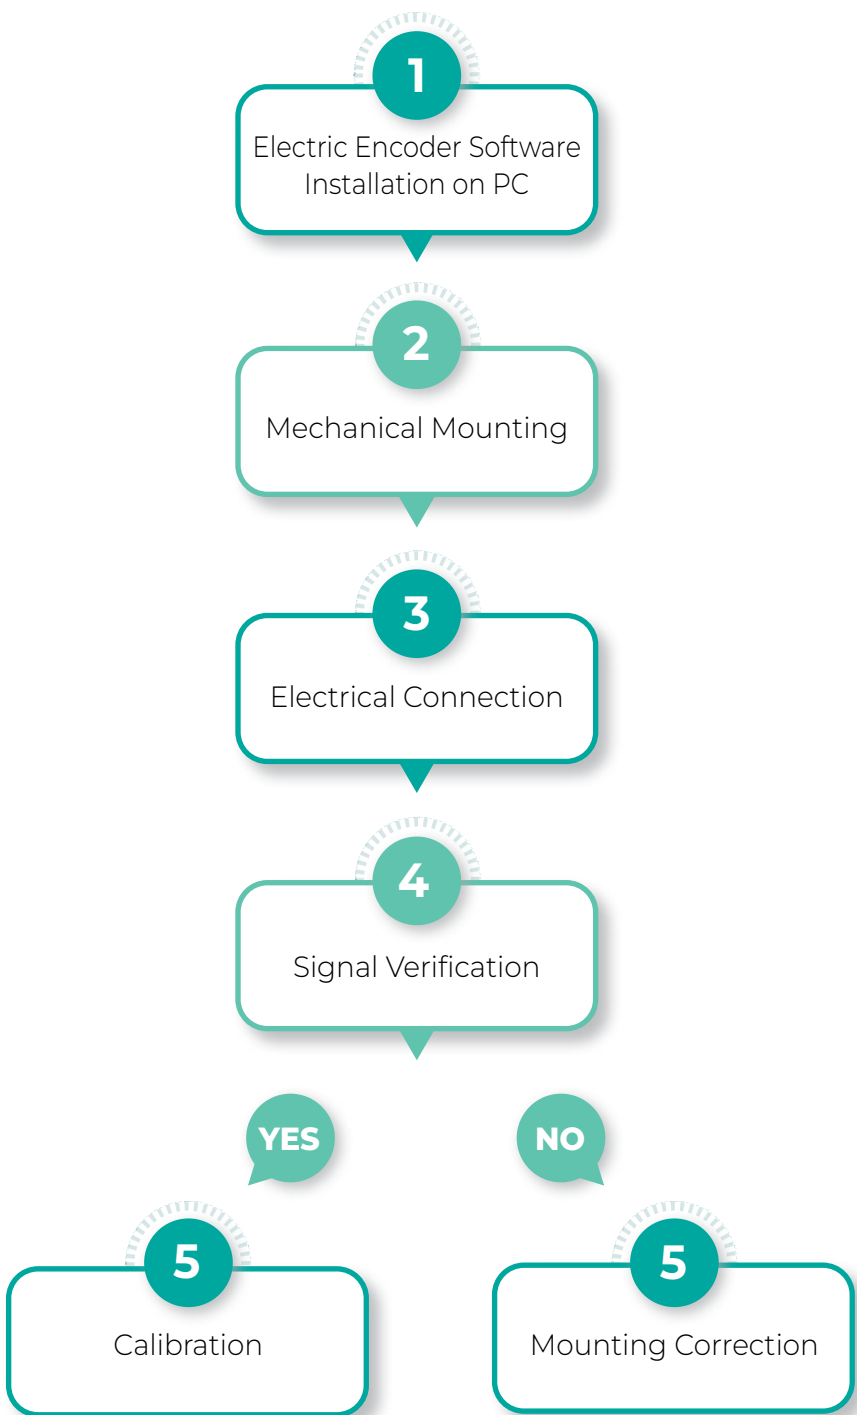 1
Electric Encoder Software
Installation on PC
2
Mechanical Mounting
3
Electrical Connection
4
Signal Verification
YES
NO
5
Calibration
5
Mounting Correction